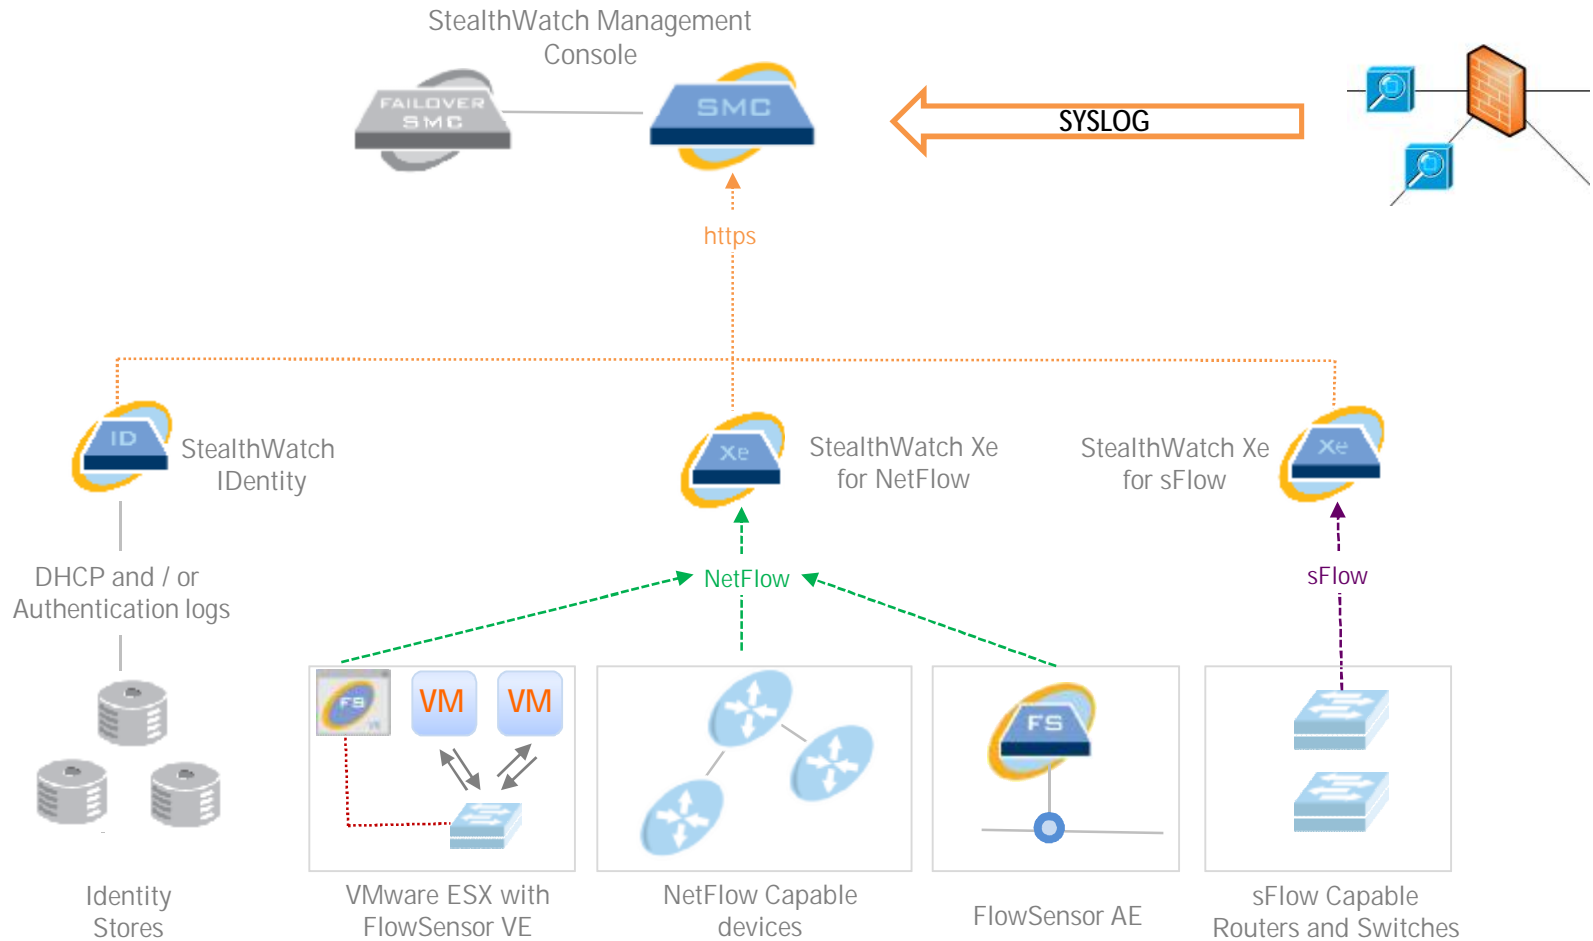 StealthWatch Management
Console
FAILOVER
SMC
SMC
SYSLOG
https
ID
StealthWatch
IDentity
Xe
StealthWatch Xe
for NetFlow
StealthWatch Xe
for sFlow
Xe
DHCP and / or
Authentication logs
NetFlow
sFlow
FS
VE
VM
VM
FS
Identity
Stores
VMware ESX with
FlowSensor VE
NetFlow Capable
devices
FlowSensor AE
sFlow Capable
Routers and Switches